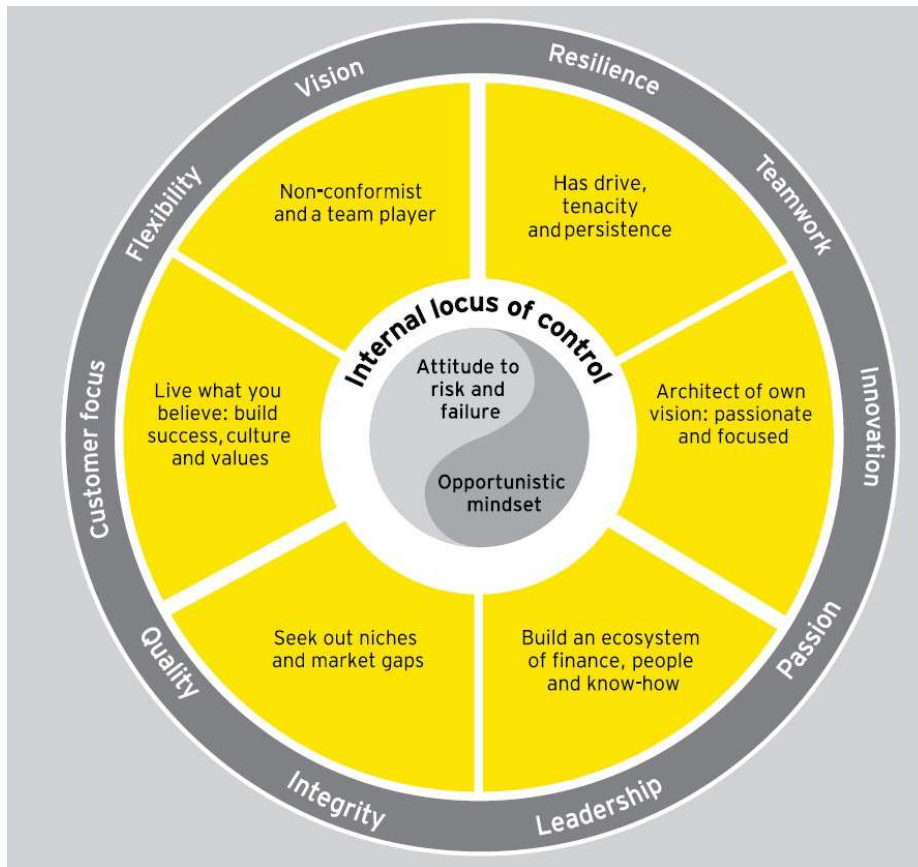 Vision
Resilience
Teamwork
Innovation
Passion
Leadership
Integrity
Quality
Customer focus
Flexibility
Non-conformist
and a team player
Has drive,
tenacity
and persistence
Architect of own
vision: passionate
and focused
Build an ecosystem
of finance, people
and know-how
Seek out niches
and market gaps
Live what you
believe: build
success, culture
and values
Internal locus of control
Attitude to
risk and
failure
Opportunistic
mindset